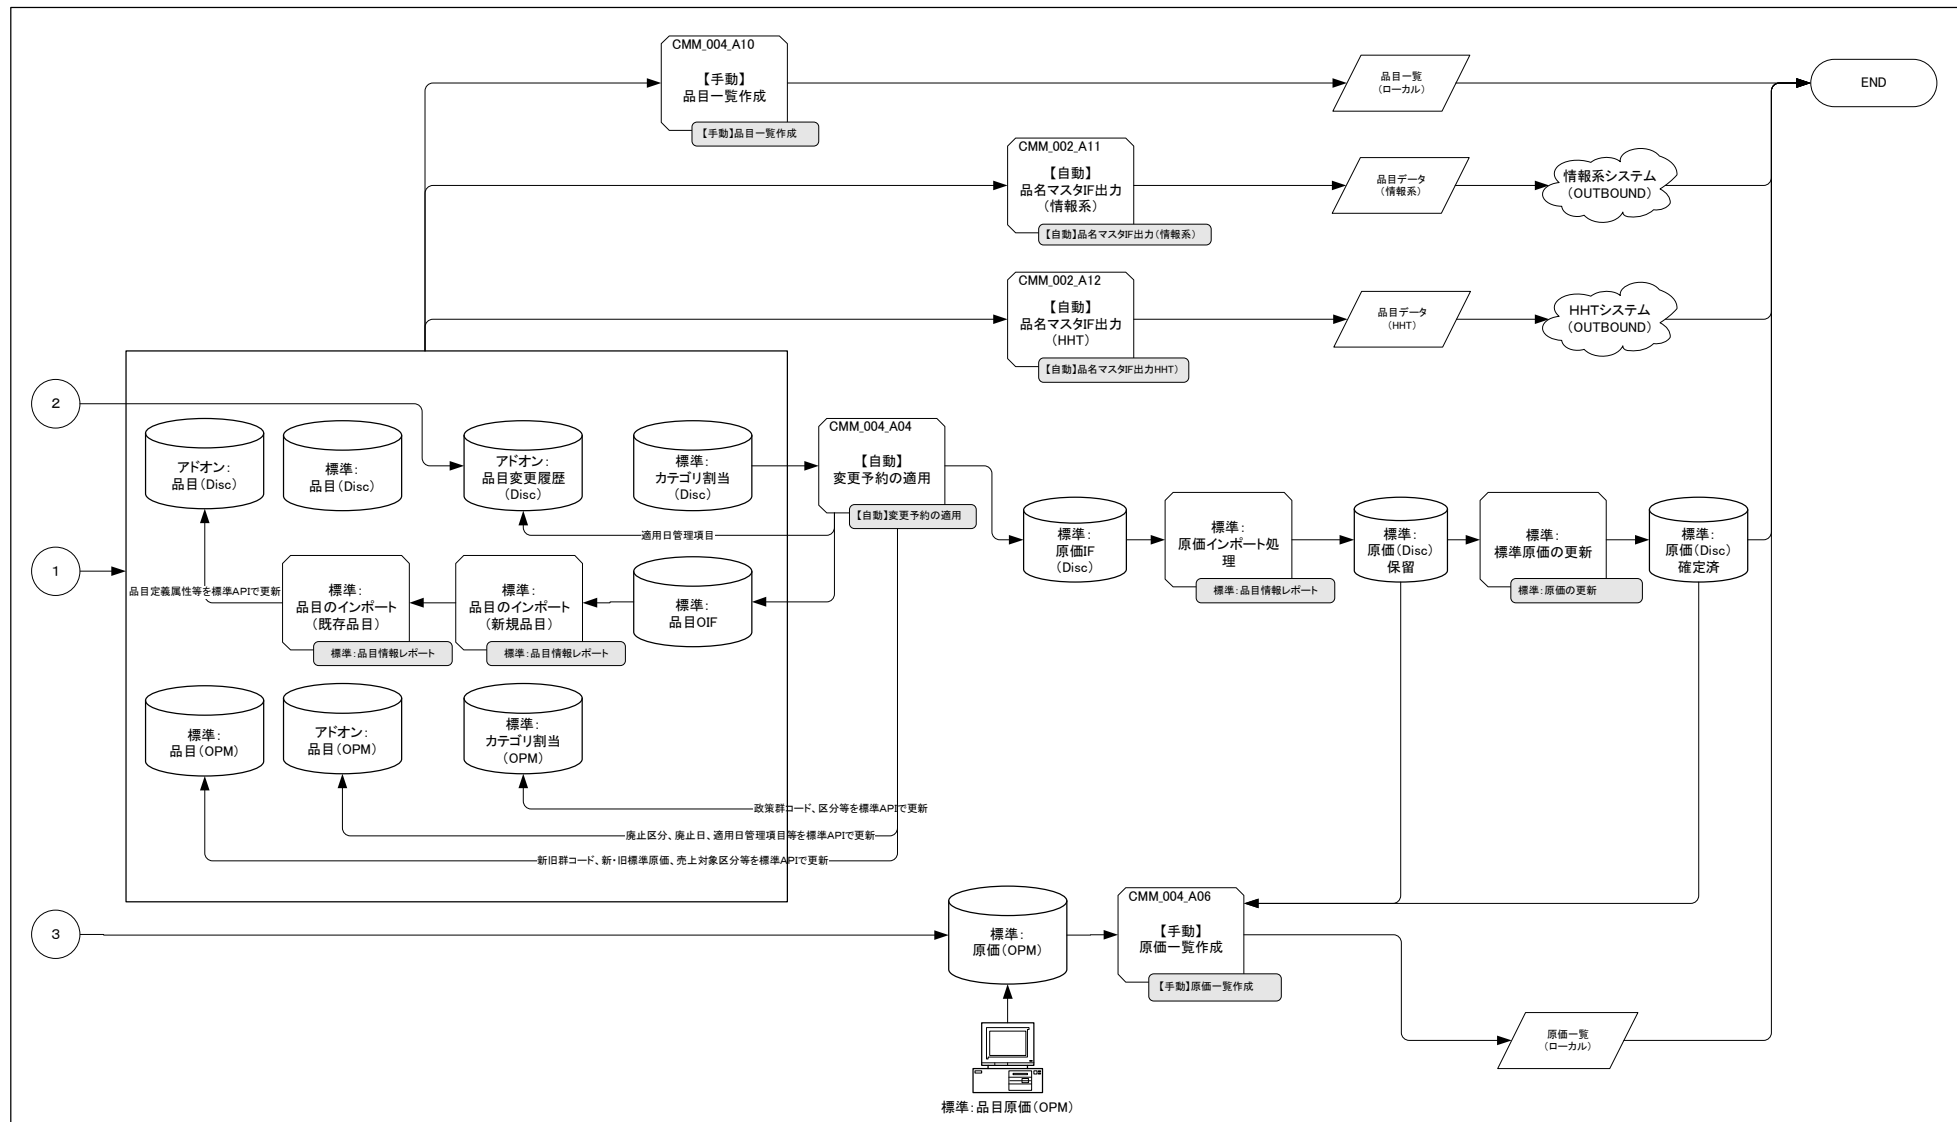 CMM_004_A10
【手動】
品目一覧作成
【手動】品目一覧作成
品目一覧
(ローカル)
END
CMM_002_A11
【自動】
品名マスタIF出力
(情報系)
【自動】品名マスタIF出力(情報系)
品目データ
(情報系)
情報系システム
(OUTBOUND)
CMM_002_A12
【自動】
品名マスタIF出力
(HHT)
【自動】品名マスタIF出力HHT)
品目データ
(HHT)
HHTシステム
(OUTBOUND)
2
アドオン:
品目(Disc)
標準:
品目(Disc)
アドオン:
品目変更履歴
(Disc)
標準:
カテゴリ割当
(Disc)
CMM_004_A04
【自動】
変更予約の適用
【自動】変更予約の適用
適用日管理項目
標準:
原価IF
(Disc)
標準:
原価インポート処
理
標準:品目情報レポート
標準:
原価(Disc)
保留
標準:
標準原価の更新
標準:原価の更新
標準:
原価(Disc)
確定済
1
品目定義属性等を標準APIで更新
標準:
品目のインポート
(既存品目)
標準:品目情報レポート
標準:
品目のインポート
(新規品目)
標準:品目情報レポート
標準:
品目OIF
標準:
品目(OPM)
アドオン:
品目(OPM)
標準:
カテゴリ割当
(OPM)
政策群コード、区分等を標準APIで更新
廃止区分、廃止日、適用日管理項目等を標準APIで更新
新旧群コード、新・旧標準原価、売上対象区分等を標準APIで更新
3
標準:
原価(OPM)
CMM_004_A06
【手動】
原価一覧作成
【手動】原価一覧作成
原価一覧
(ローカル)
標準:品目原価(OPM)